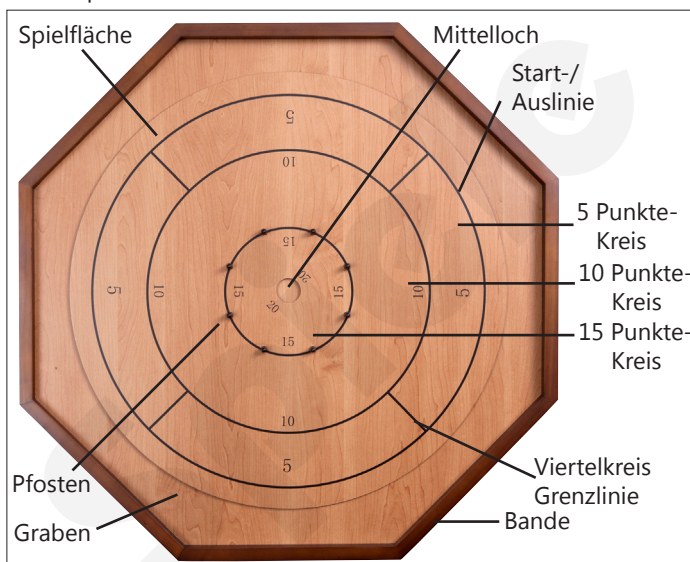 Spielfläche
Mittelloch
Start-/
Auslinie
5 Punkte-
Kreis
10 Punkte-
Kreis
15 Punkte-
Kreis
5
10
15
20
5
10
15
20
15
10
5
15
10
5
Pfosten
Graben
Viertelkreis
Grenzlinie
Bande